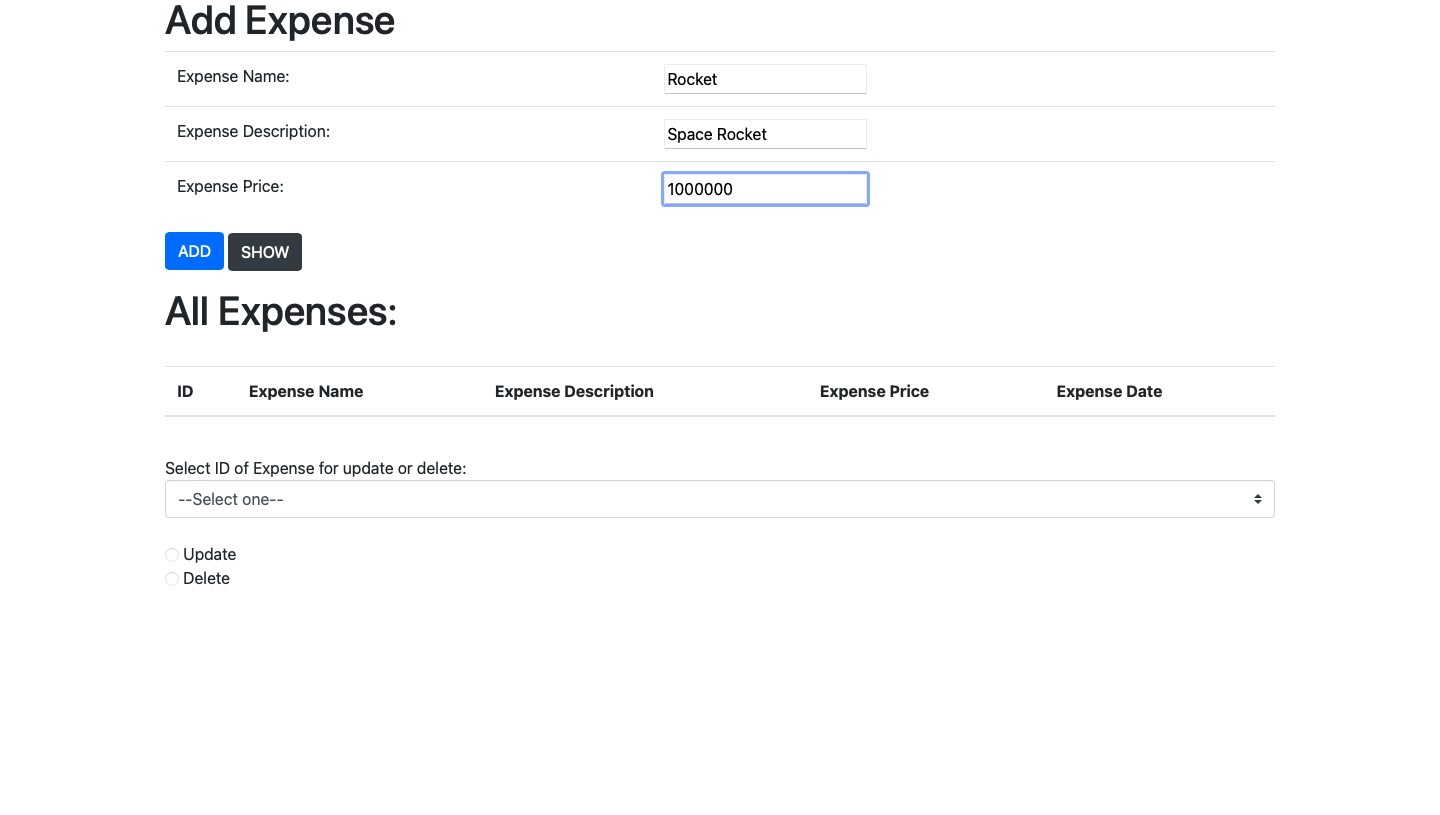 Add Expense
Expense Name: Rocket
Expense Description: Space Rocket
Expense Price: 1000000
ADD SHOW
All Expenses:
ID Expense Name Expense Description Expense Price Expense Date
Select ID of Expense for update or delete:
--Select one--
Update
Delete